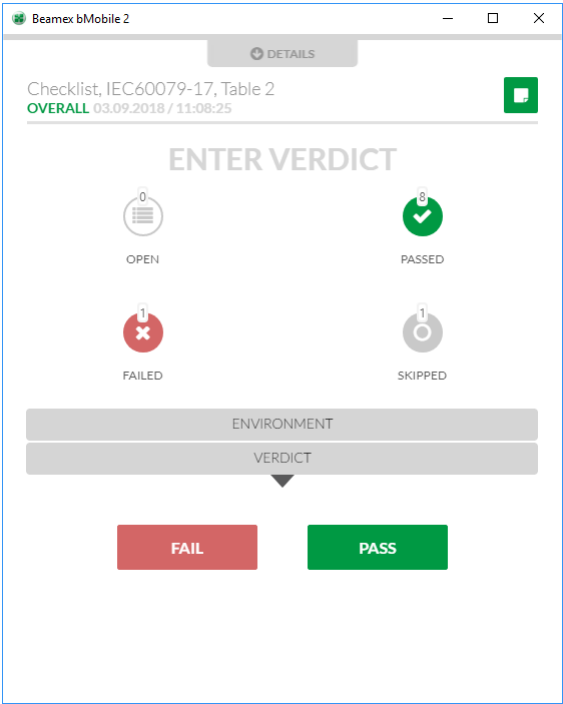 Beamex bMobile 2
DETAILS
Checklist, IEC60079-17, Table 2
OVERALL 03.09.2018 / 11:08:25
ENTER VERDICT
0
8
OPEN
PASSED
1
1
FAILED
SKIPPED
ENVIRONMENT
VERDICT
FAIL
PASS